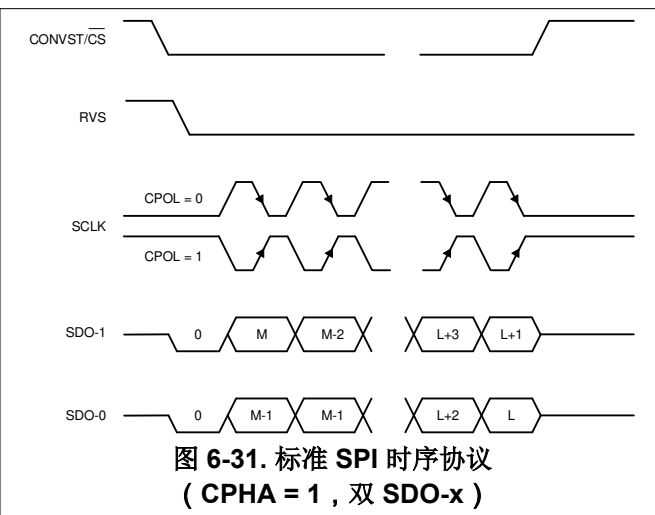 CONVST/CS
RVS
CPOL = 0
SCLK
CPOL = 1
SDO-1 0 M M-2 L+3 L+1
SDO-0 0 M-1 M-1 L+2 L
图 6-31. 标准 SPI 时序协议
（CPHA = 1，双 SDO-x）